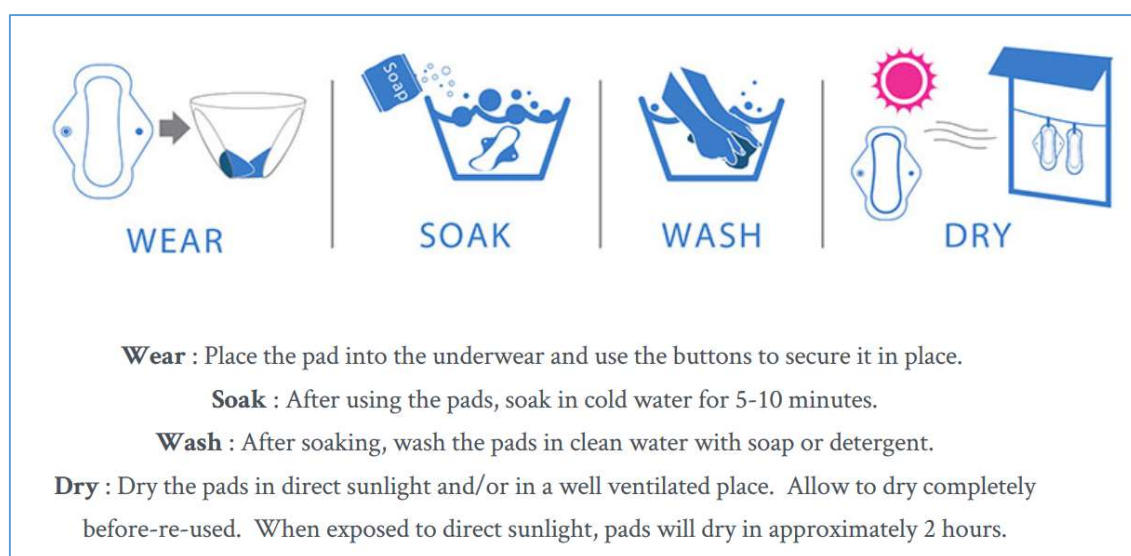 Soap
WEAR
SOAK
WASH
DRY
Wear : Place the pad into the underwear and use the buttons to secure it in place.
Soak : After using the pads, soak in cold water for 5-10 minutes.
Wash : After soaking, wash the pads in clean water with soap or detergent.
Dry : Dry the pads in direct sunlight and/or in a well ventilated place. Allow to dry completely
before-re-used. When exposed to direct sunlight, pads will dry in approximately 2 hours.